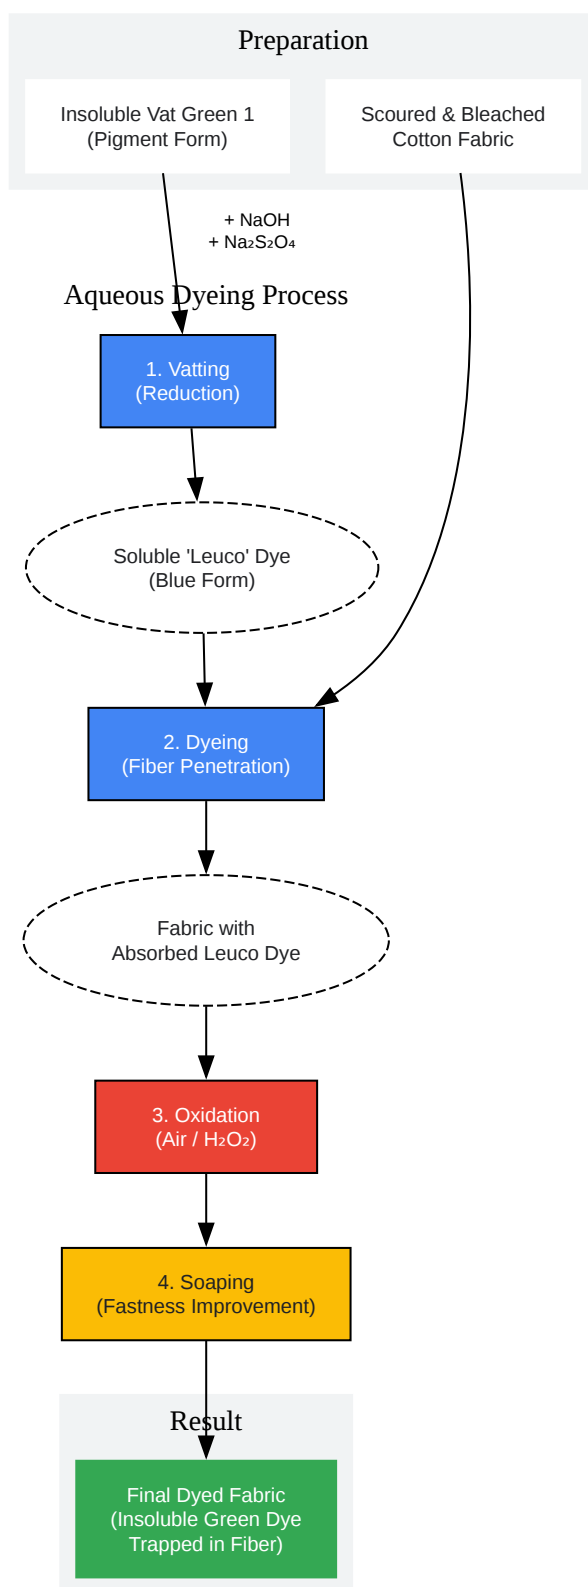 Preparation
Insoluble Vat Green 1
(Pigment Form)
Scoured & Bleached
Cotton Fabric
+ NaOH
+ Na₂S₂O₄
Aqueous Dyeing Process
1. Vatting
(Reduction)
Soluble 'Leuco' Dye
(Blue Form)
2. Dyeing
(Fiber Penetration)
Fabric with
Absorbed Leuco Dye
3. Oxidation
(Air / H₂O₂)
4. Soaping
(Fastness Improvement)
Result
Final Dyed Fabric
(Insoluble Green Dye
Trapped in Fiber)